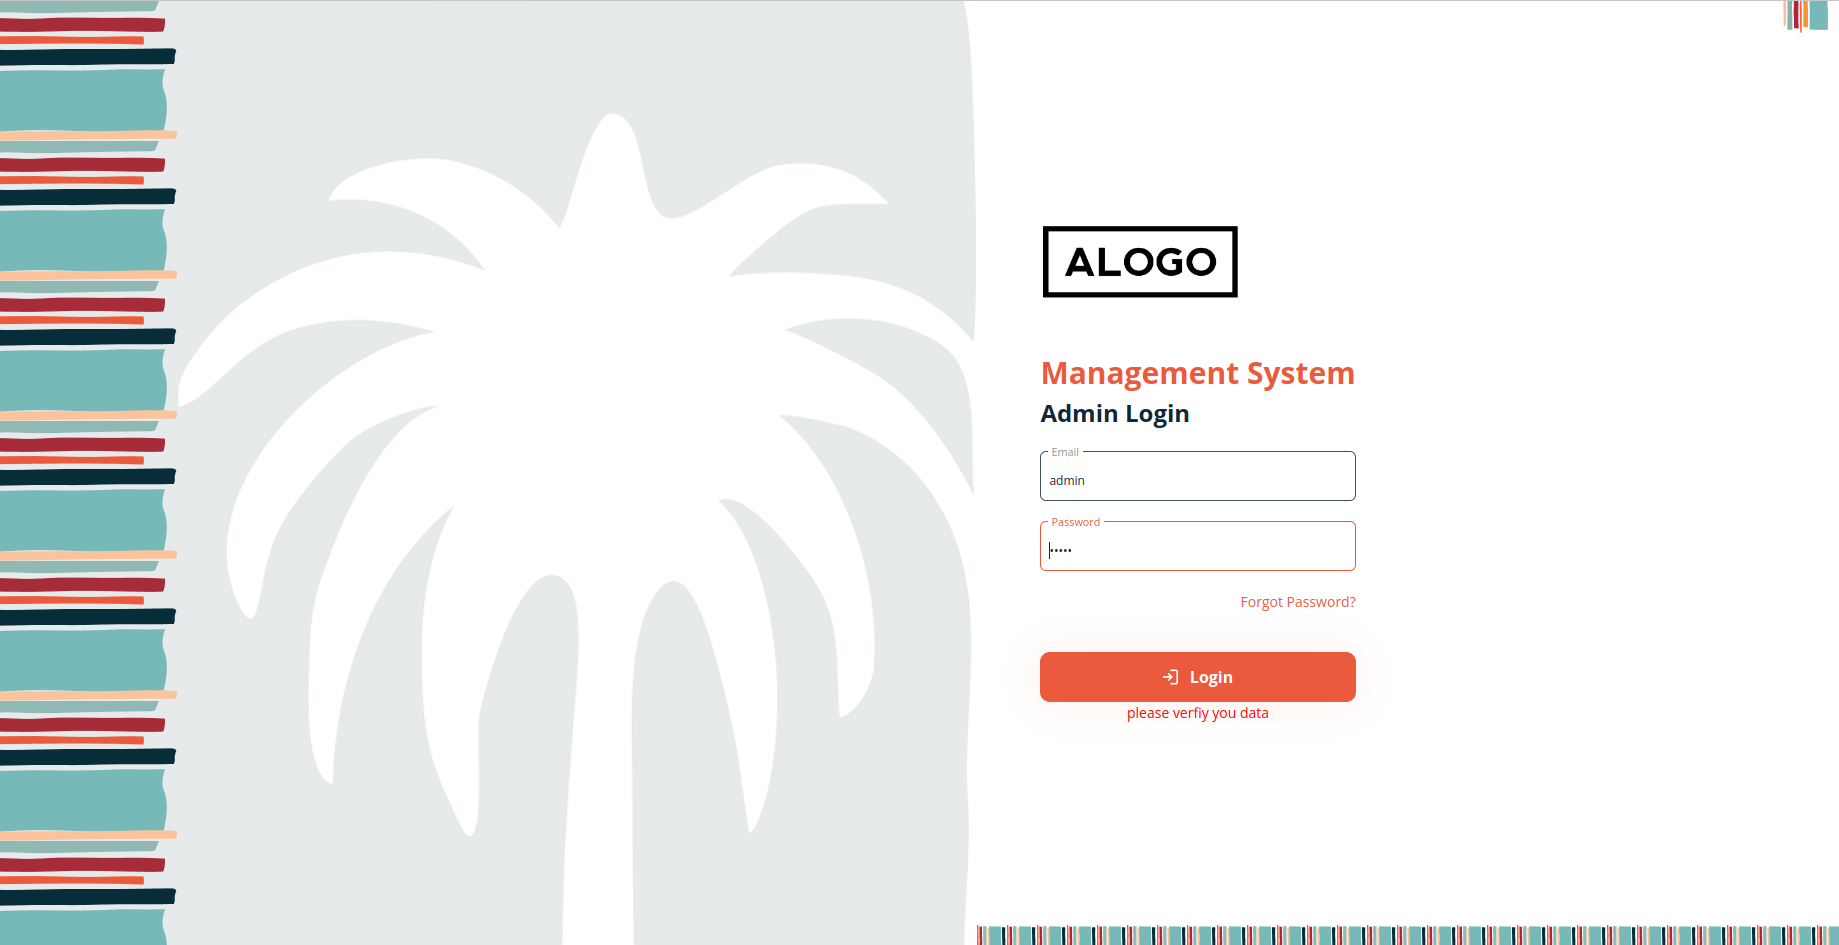 ALOGO
Management System
Admin Login
Email
admin
Password
•••••
Forgot Password?
Login
please verfiy you data